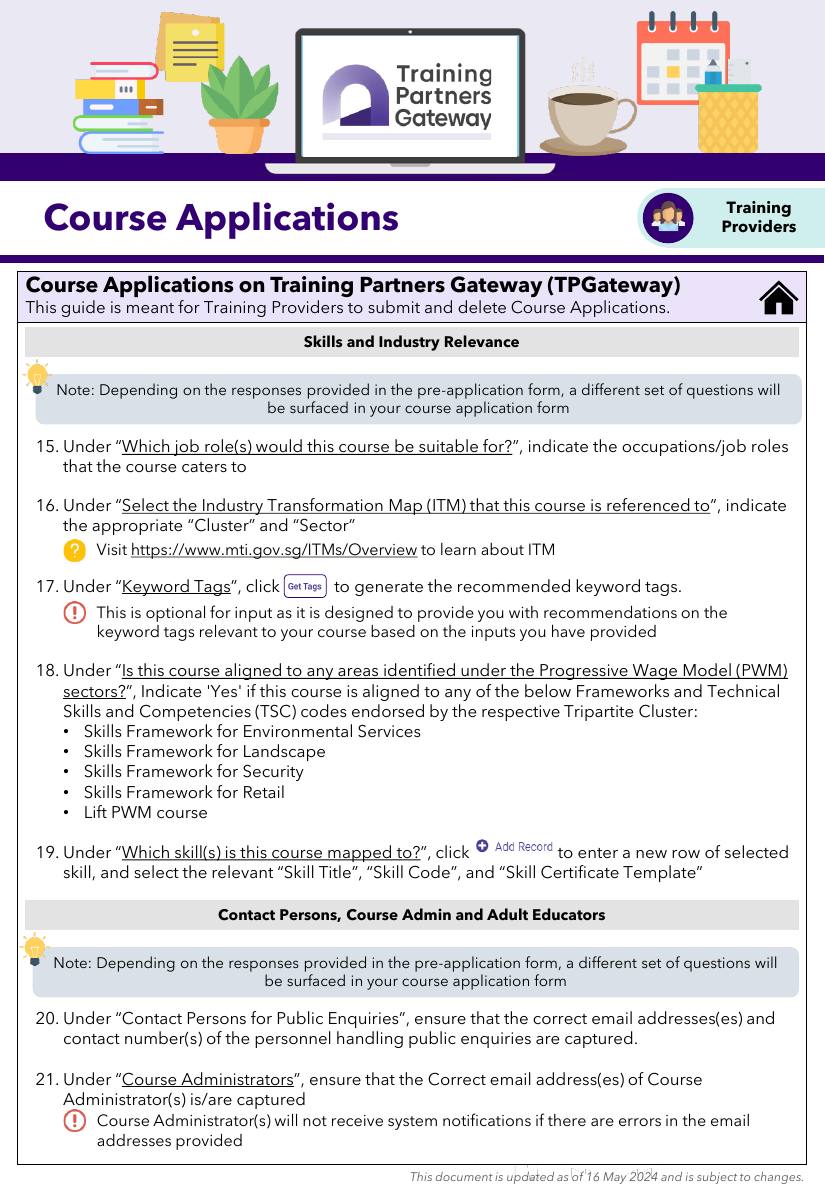 Training
Partners
Gateway
Course Applications
Training
Providers
Course Applications on Training Partners Gateway (TPGateway)
This guide is meant for Training Providers to submit and delete Course Applications.
Skills and Industry Relevance
Note: Depending on the responses provided in the pre-application form, a different set of questions will
be surfaced in your course application form
15. Under “Which job role(s) would this course be suitable for?”, indicate the occupations/job roles
that the course caters to
16. Under “Select the Industry Transformation Map (ITM) that this course is referenced to”, indicate
the appropriate “Cluster” and “Sector”
Visit https://www.mti.gov.sg/ITMs/Overview to learn about ITM
17. Under “Keyword Tags”, click Get Tags to generate the recommended keyword tags.
This is optional for input as it is designed to provide you with recommendations on the
keyword tags relevant to your course based on the inputs you have provided
18. Under “Is this course aligned to any areas identified under the Progressive Wage Model (PWM)
sectors?”, Indicate 'Yes' if this course is aligned to any of the below Frameworks and Technical
Skills and Competencies (TSC) codes endorsed by the respective Tripartite Cluster:
• Skills Framework for Environmental Services
• Skills Framework for Landscape
• Skills Framework for Security
• Skills Framework for Retail
• Lift PWM course
19. Under “Which skill(s) is this course mapped to?”, click Add Record to enter a new row of selected
skill, and select the relevant “Skill Title”, “Skill Code”, and “Skill Certificate Template”
Contact Persons, Course Admin and Adult Educators
Note: Depending on the responses provided in the pre-application form, a different set of questions will
be surfaced in your course application form
20. Under “Contact Persons for Public Enquiries”, ensure that the correct email addresses(es) and
contact number(s) of the personnel handling public enquiries are captured.
21. Under “Course Administrators”, ensure that the Correct email address(es) of Course
Administrator(s) is/are captured
Course Administrator(s) will not receive system notifications if there are errors in the email
addresses provided
This document is updated as of 16 May 2024 and is subject to changes.